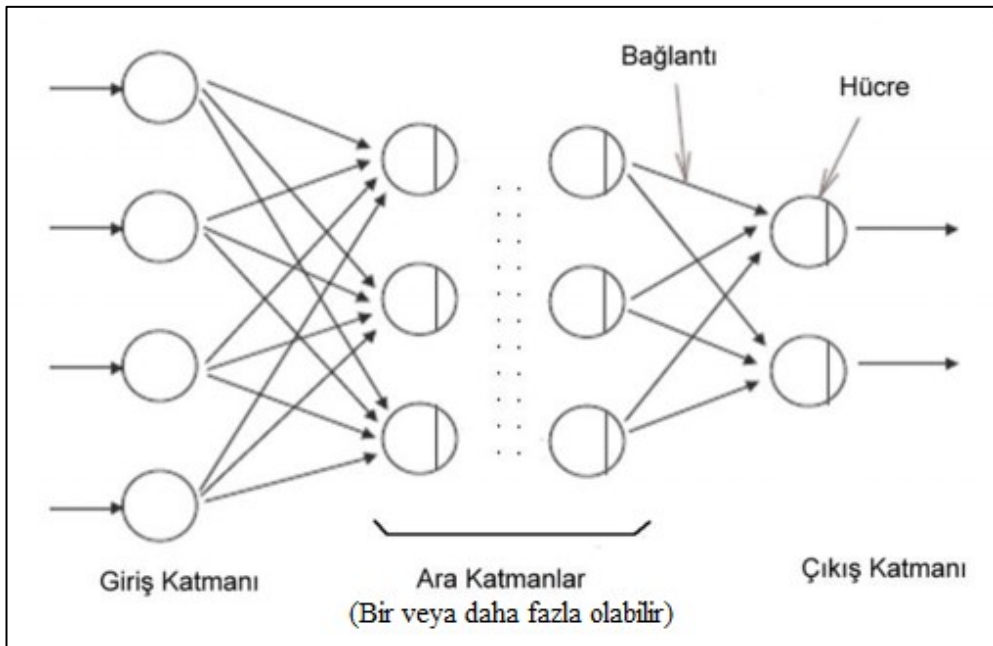 Bağlantı
Hücre
Giriş Katmanı
Ara Katmanlar
(Bir veya daha fazla olabilir)
Çıkış Katmanı